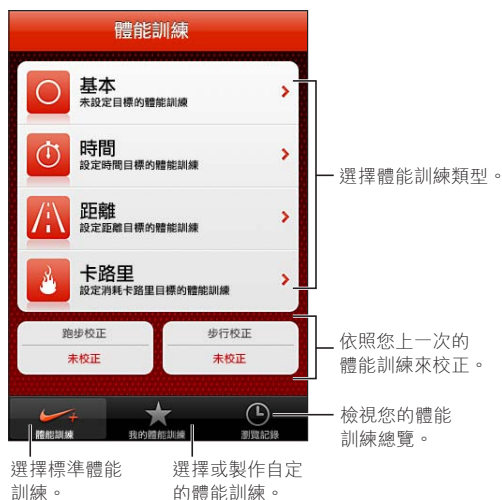 體能訓練
基本
未設定目標的體能訓練
時間
設定時間目標的體能訓練
距離
設定距離目標的體能訓練
卡路里
設定消耗卡路里目標的體能訓練
選擇體能訓練類型。
跑步校正
未校正
步行校正
未校正
依照您上一次的
體能訓練來校正。
體能訓練
我的體能訓練
瀏覽記錄
檢視您的體能
訓練總覽。
選擇標準體能
訓練。
選擇或製作自定
的體能訓練。